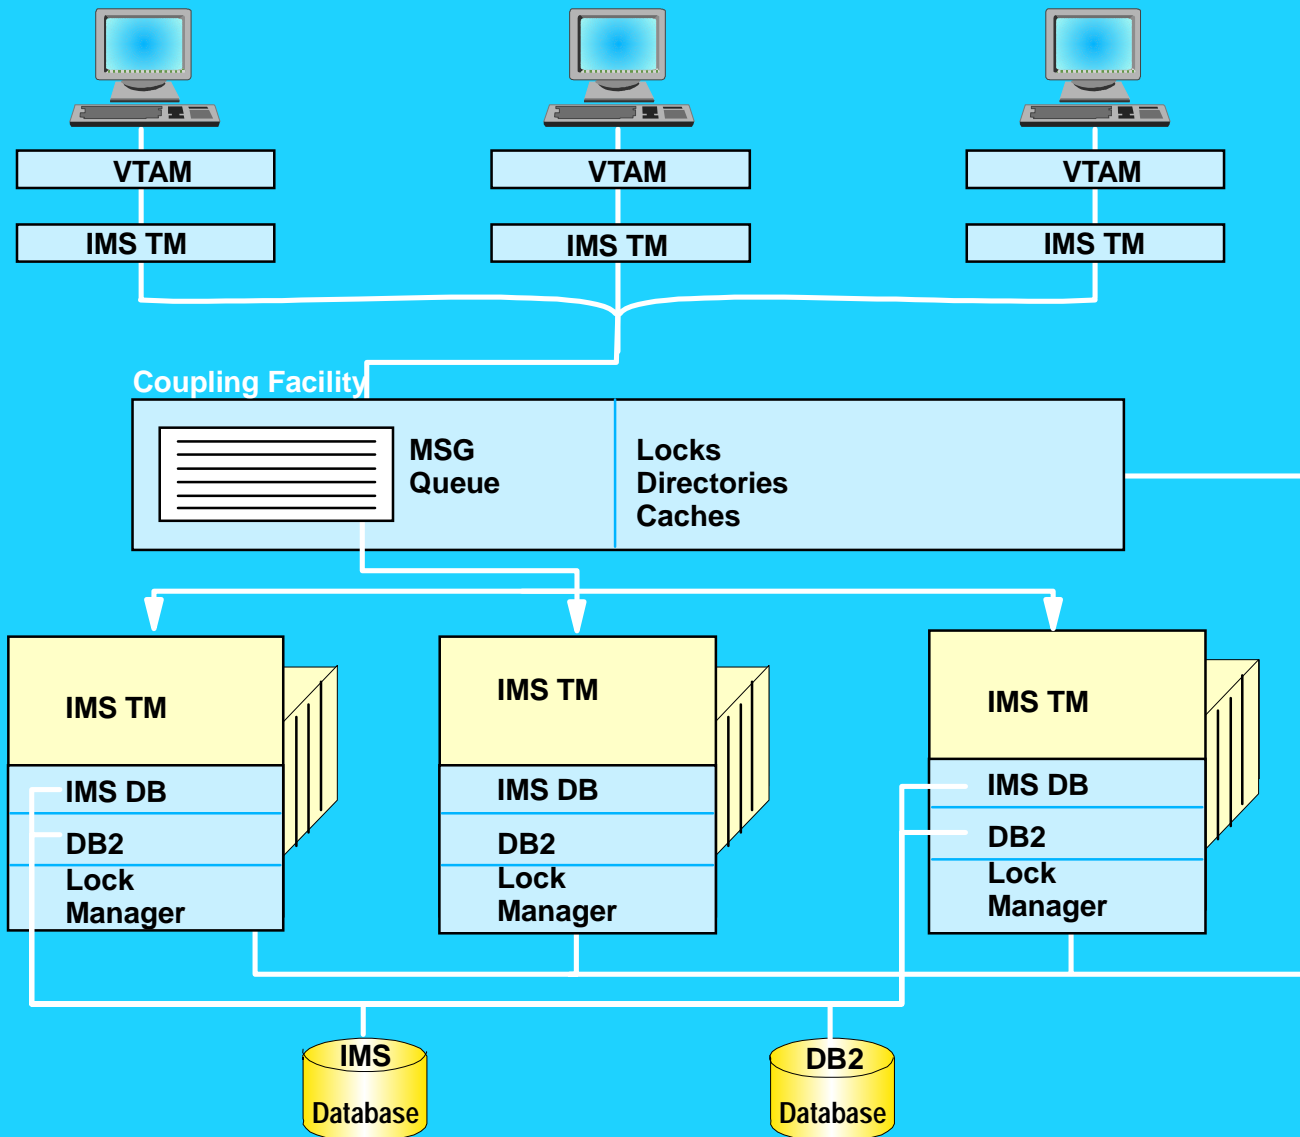 VTAM
VTAM
VTAM
IMS TM
IMS TM
IMS TM
Coupling Facility
MSG
Queue
Locks
Directories
Caches
IMS TM
IMS DB
DB2
Lock
Manager
IMS TM
IMS DB
DB2
Lock
Manager
IMS TM
IMS DB
DB2
Lock
Manager
IMS
Database
DB2
Database